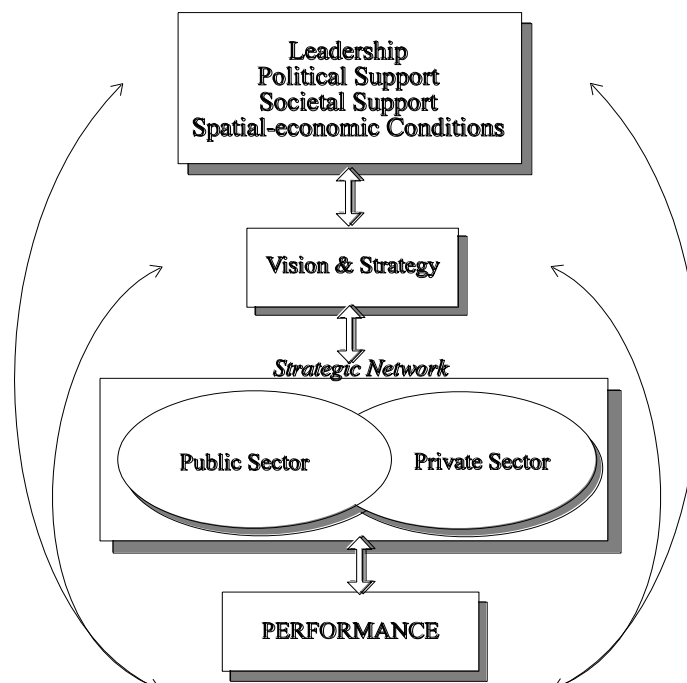 Leadership
Political Support
Societal Support
Spatial-economic Conditions
Vision & Strategy
Strategic Network
Public Sector
Private Sector
PERFORMANCE